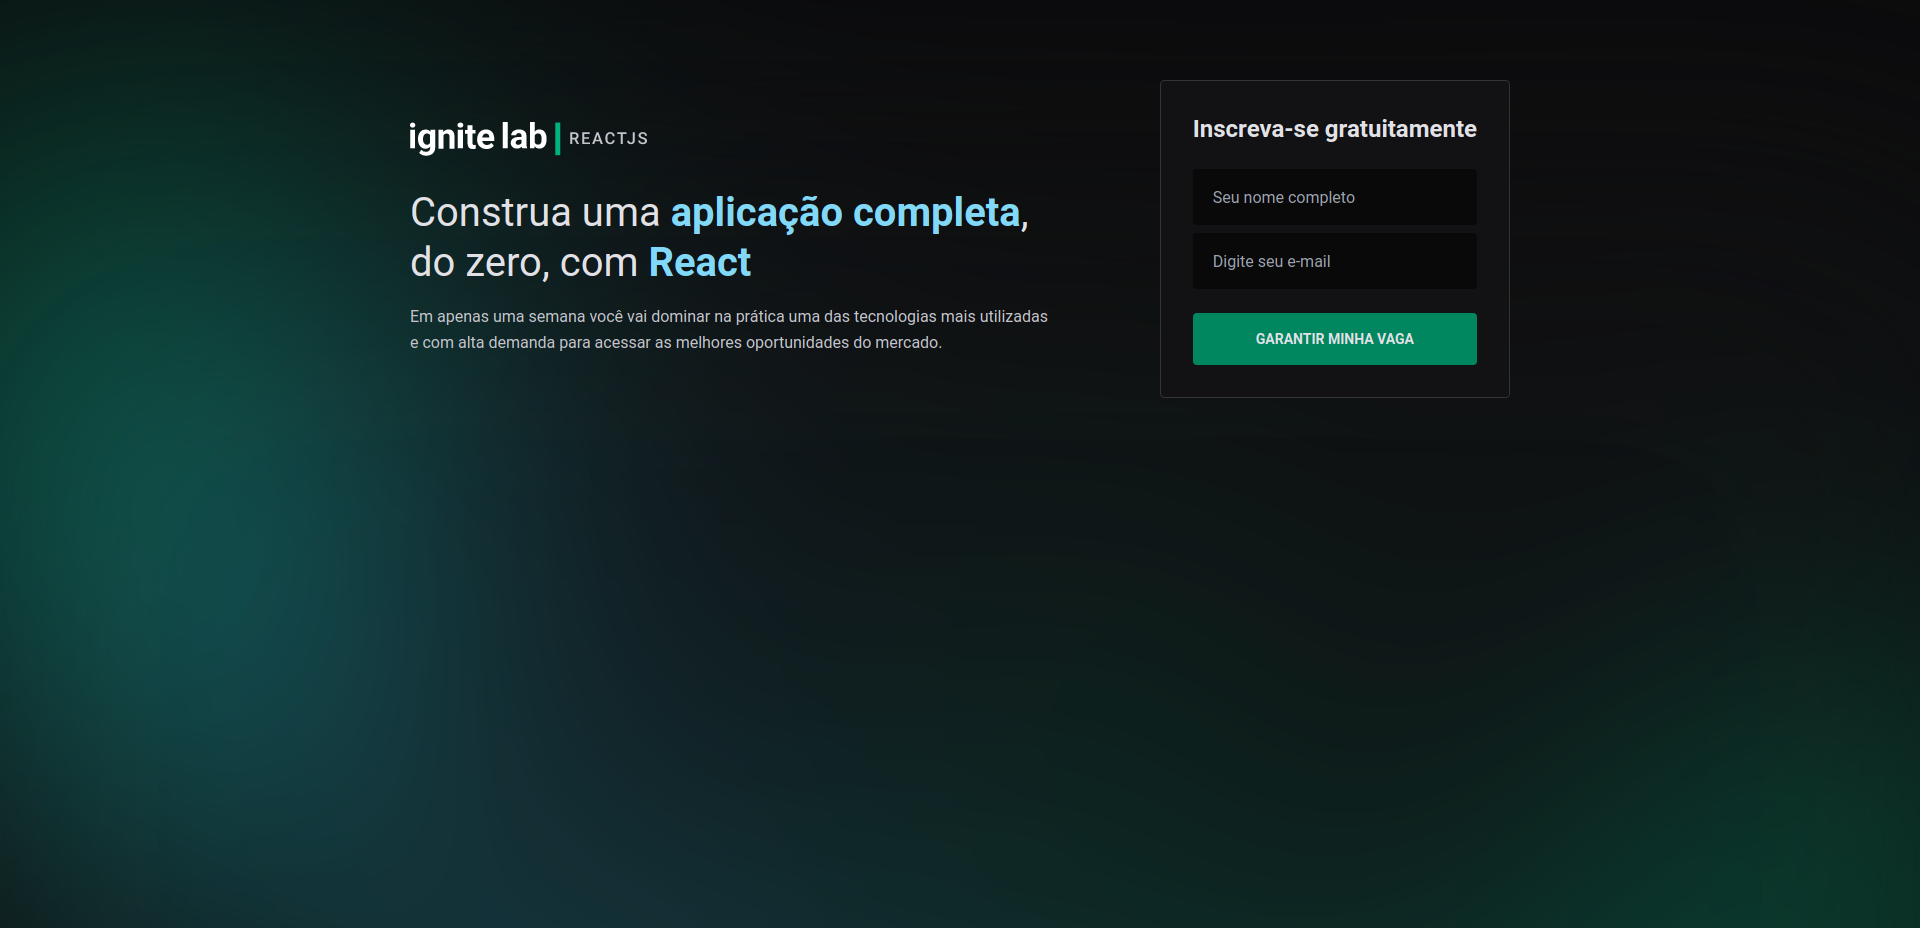 ignite lab | REACTJS
Construa uma aplicação completa,
do zero, com React
Em apenas uma semana você vai dominar na prática uma das tecnologias mais utilizadas
e com alta demanda para acessar as melhores oportunidades do mercado.
Inscreva-se gratuitamente
Seu nome completo
Digite seu e-mail
GARANTIR MINHA VAGA